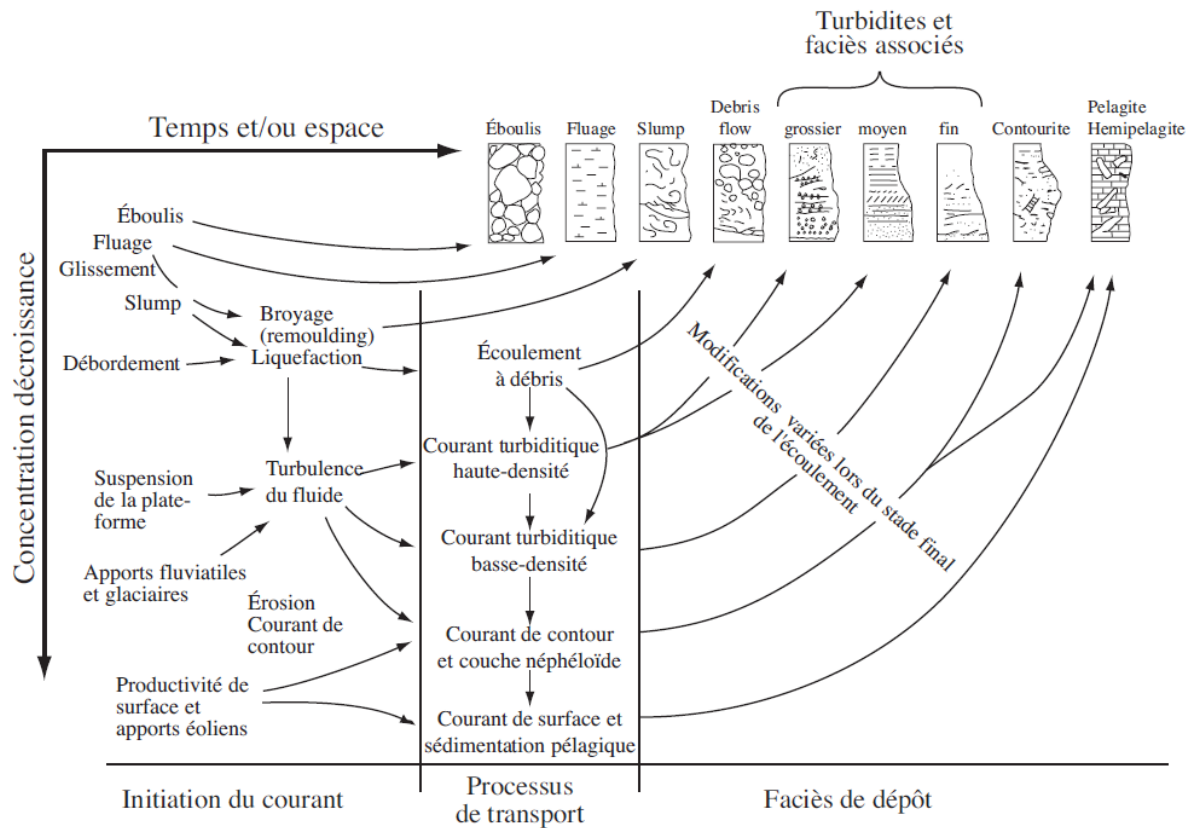 Turbidites et
faciès associés
Temps et/ou espace
Éboulis
Fluage
Slump
Debris
flow
grossier
moyen
fin
Contourite
Pelagite
Hemipelagite
Concentration décroissance
Éboulis
Fluage
Glissement
Slump
Débordement
Broyage
(remoulding)
Liquefaction
Suspension
de la plate-
forme
Turbulence
du fluide
Apports fluviatiles
et glaciaires
Érosion
Courant de
contour
Productivité de
surface et
apports éoliens
Écoulement
à débris
Courant turbiditique
haute-densité
Courant turbiditique
basse-densité
Courant de contour
et couche néphéloïde
Courant de surface et
sédimentation pélagique
Modifications variées lors du stade final
de l'écoulement
Initiation du courant
Processus
de transport
Faciès de dépôt